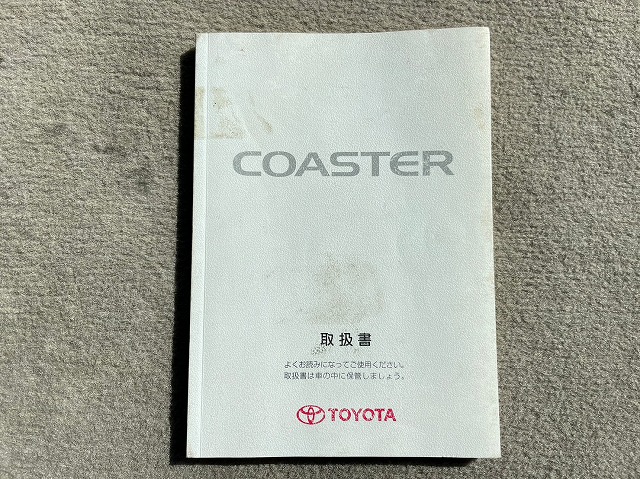 COASTER
取扱書
よくお読みになってご使用ください。
取扱書は車の中に保管しましょう。
TOYOTA